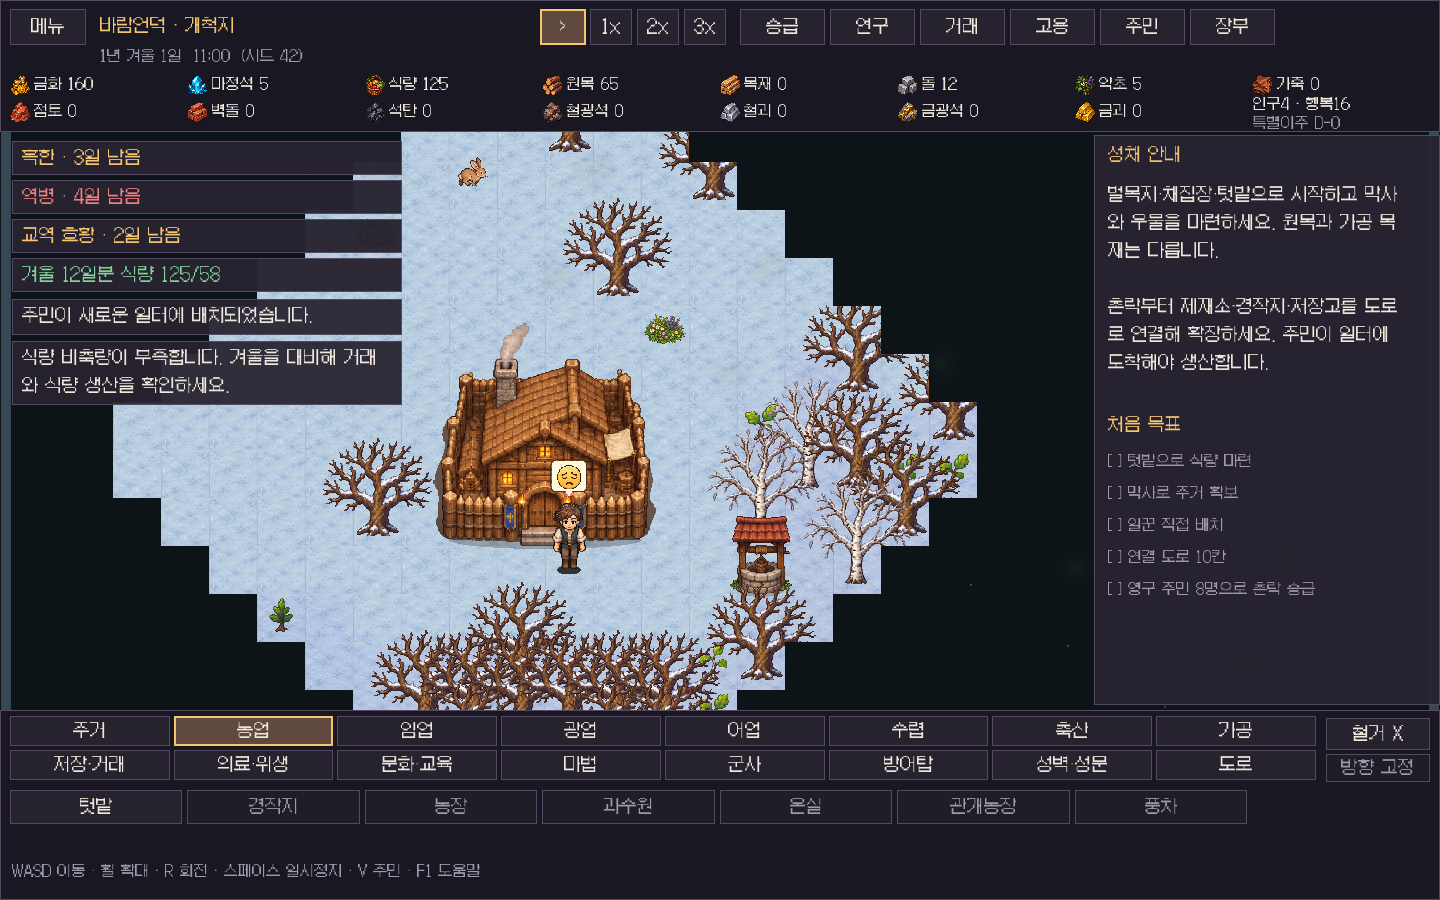 메뉴
바람언덕 · 개척지
1년 겨울 1일 11:00 (시드 42)
> 1x 2x 3x
승급 연구 거래 고용 주민 장부
금화 160 마정석 5 식량 125 원목 65 목재 0 돌 12 약초 5 가죽 0
점토 0 벽돌 0 석탄 0 철광석 0 철괴 0 금광석 0 금괴 0
인구4 · 행복16
특별이주 D-0
혹한 · 3일 남음
역병 · 4일 남음
교역 호황 · 2일 남음
겨울 12일분 식량 125/58
주민이 새로운 일터에 배치되었습니다.
식량 비축량이 부족합니다. 겨울을 대비해 거래
와 식량 생산을 확인하세요.
성채 안내
벌목지·채집장·텃밭으로 시작하고 막사
와 우물을 마련하세요. 원목과 가공 목
재는 다릅니다.
촌락부터 제재소·경작지·저장고를 도로
로 연결해 확장하세요. 주민이 일터에
도착해야 생산합니다.
처음 목표
[ ] 텃밭으로 식량 마련
[ ] 막사로 주거 확보
[ ] 일꾼 직접 배치
[ ] 연결 도로 10칸
[ ] 영구 주민 8명으로 촌락 승급
주거 농업 임업 광업 어업 수렵 축산 가공
철거 X
저장·거래 의료·위생 문화·교육 마법 군사 방어탑 성벽·성문 도로
방향 고정
텃밭 경작지 농장 과수원 온실 관개농장 풍차
WASD 이동 · 휠 확대 · R 회전 · 스페이스 일시정지 · V 주민 · F1 도움말